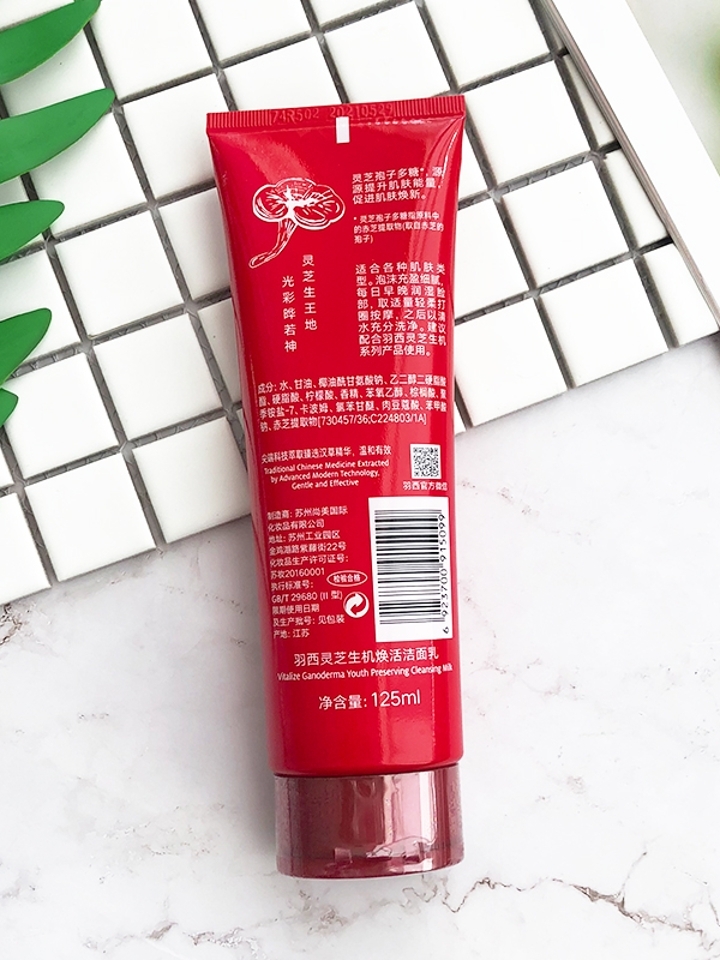 74R502 20210529
灵芝孢子多糖*，源
源提升肌肤能量，
促进肌肤焕新。
* 灵芝孢子多糖指原料中
的赤芝提取物(取自赤芝的
孢子)
灵芝生王地
光彩晔若神
适合各种肌肤类
型。泡沫充盈细腻，
每日早晚润湿脸
部，取适量轻柔打
圈按摩，之后以清
水充分洗净。建议
配合羽西灵芝生机
系列产品使用。
成分: 水、甘油、椰油酰甘氨酸钠、乙二醇二硬脂酸
酯、硬脂酸、柠檬酸、香精、苯氧乙醇、棕榈酸、聚
季铵盐-7、卡波姆、氯苯甘醚、肉豆蔻酸、苯甲酸
钠、赤芝提取物[730457/36;C224803/1A]
尖端科技萃取臻选汉草精华，温和有效
Traditional Chinese Medicine Extracted
by Advanced Modern Technology,
Gentle and Effective
羽西官方微信
制造商: 苏州尚美国际
化妆品有限公司
地址: 苏州工业园区
金鸡湖路紫藤街22号
化妆品生产许可证号:
苏妆20160001
执行标准号:
GB/T 29680 (II 型)
限期使用日期
及生产批号: 见包装
产地: 江苏
检验合格
6 923700 915099
羽西灵芝生机焕活洁面乳
Vitalize Ganoderma Youth Preserving Cleansing Milk
净含量: 125ml